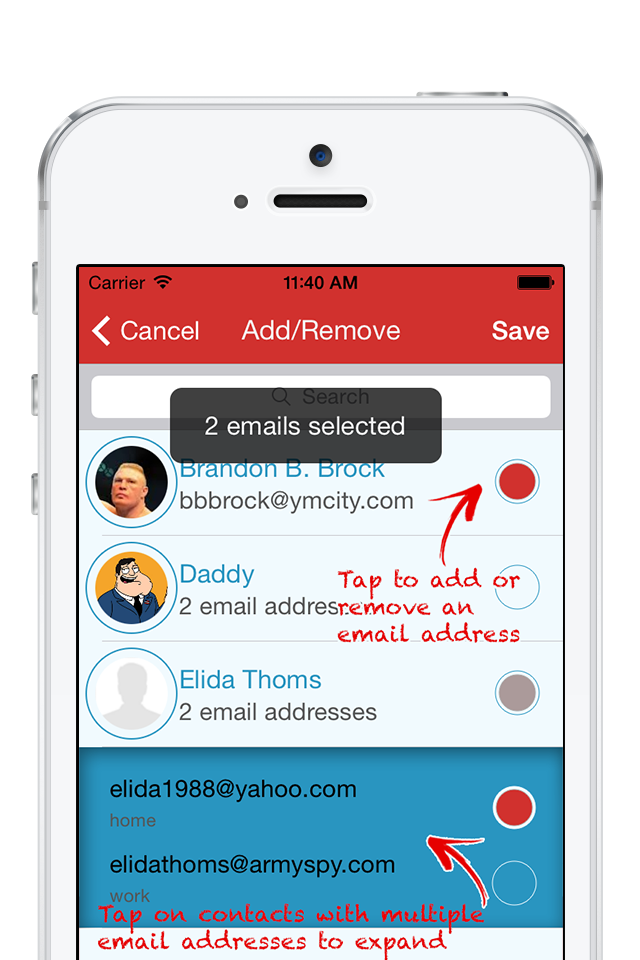 Carrier 11:40 AM
Cancel Add/Remove Save
Search
2 emails selected
Brandon B. Brock
bbbrock@ymcity.com
Daddy
2 email addres
Tap to add or
remove an
email address
Elida Thoms
2 email addresses
elida1988@yahoo.com
home
elidathoms@armyspy.com
work
Tap on contacts with multiple
email addresses to expand